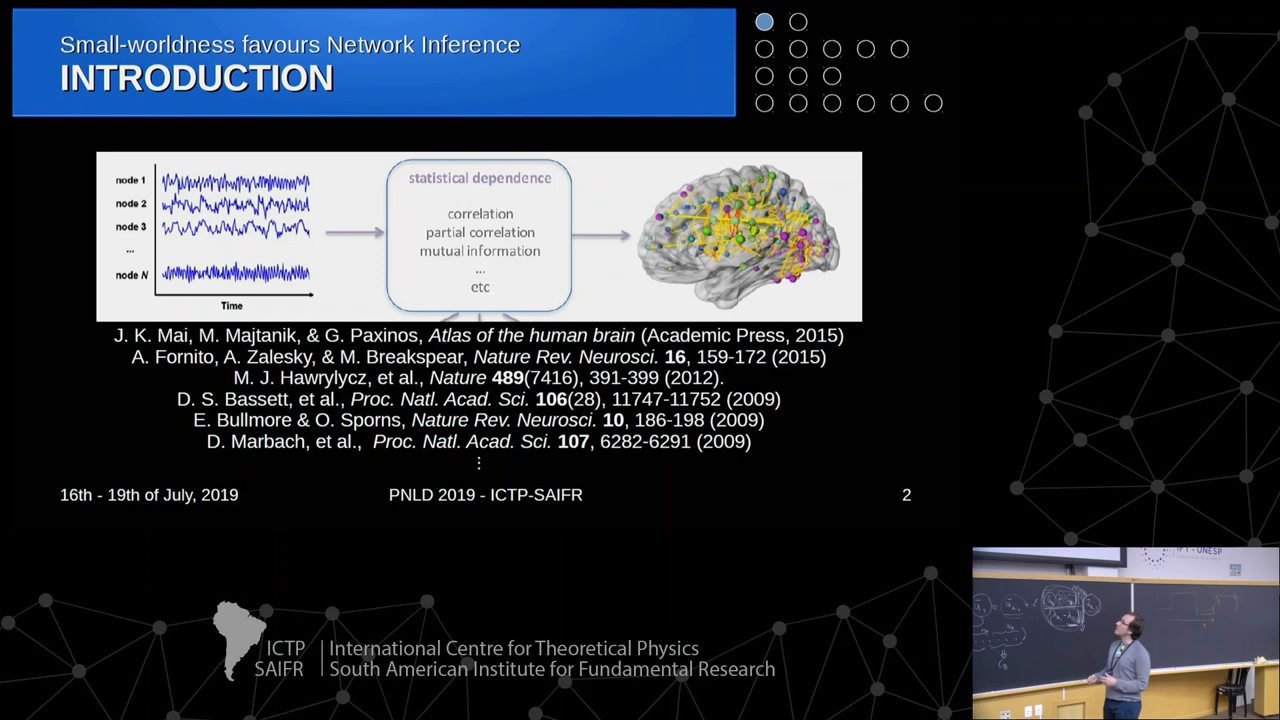 Small-worldness favours Network Inference
INTRODUCTION
node 1
node 2
node 3
...
node N
Time
statistical dependence
correlation
partial correlation
mutual information
...
etc
J. K. Mai, M. Majtanik, & G. Paxinos, Atlas of the human brain (Academic Press, 2015)
A. Fornito, A. Zalesky, & M. Breakspear, Nature Rev. Neurosci. 16, 159-172 (2015)
M. J. Hawrylycz, et al., Nature 489(7416), 391-399 (2012).
D. S. Bassett, et al., Proc. Natl. Acad. Sci. 106(28), 11747-11752 (2009)
E. Bullmore & O. Sporns, Nature Rev. Neurosci. 10, 186-198 (2009)
D. Marbach, et al., Proc. Natl. Acad. Sci. 107, 6282-6291 (2009)
⋮
16th - 19th of July, 2019
PNLD 2019 - ICTP-SAIFR
2
ICTP
SAIFR
International Centre for Theoretical Physics
South American Institute for Fundamental Research
IFT - UNESP